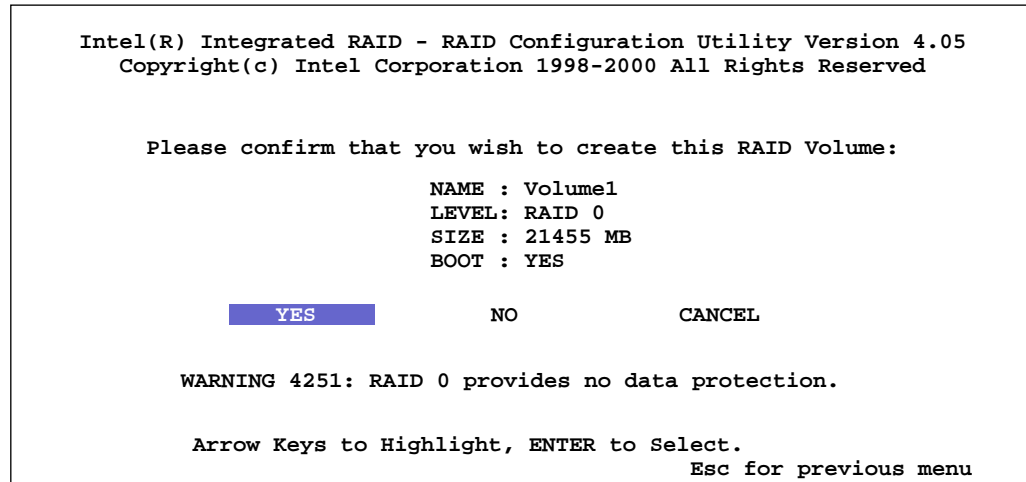 Intel(R) Integrated RAID - RAID Configuration Utility Version 4.05
Copyright(c) Intel Corporation 1998-2000 All Rights Reserved
Please confirm that you wish to create this RAID Volume:
NAME : Volume1
LEVEL: RAID 0
SIZE : 21455 MB
BOOT : YES
YES NO CANCEL
WARNING 4251: RAID 0 provides no data protection.
Arrow Keys to Highlight, ENTER to Select.
Esc for previous menu